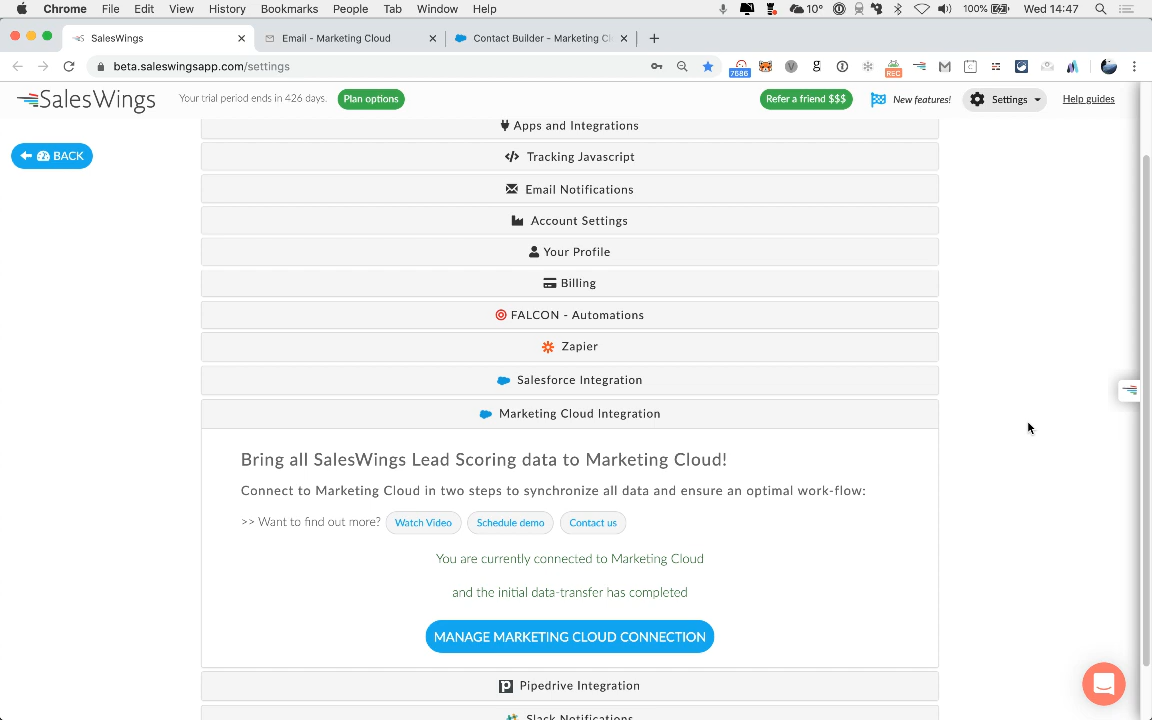 Chrome File Edit View History Bookmarks People Tab Window Help 10° 100% Wed 14:47
SalesWings Email - Marketing Cloud Contact Builder - Marketing Cl
beta.saleswingsapp.com/settings 7686 REC
SalesWings Your trial period ends in 426 days. Plan options Refer a friend $$$ New features! Settings Help guides
Apps and Integrations
BACK
Tracking Javascript
Email Notifications
Account Settings
Your Profile
Billing
FALCON - Automations
Zapier
Salesforce Integration
Marketing Cloud Integration
Bring all SalesWings Lead Scoring data to Marketing Cloud!
Connect to Marketing Cloud in two steps to synchronize all data and ensure an optimal work-flow:
>> Want to find out more? Watch Video Schedule demo Contact us
You are currently connected to Marketing Cloud
and the initial data-transfer has completed
MANAGE MARKETING CLOUD CONNECTION
Pipedrive Integration
Slack Notifications